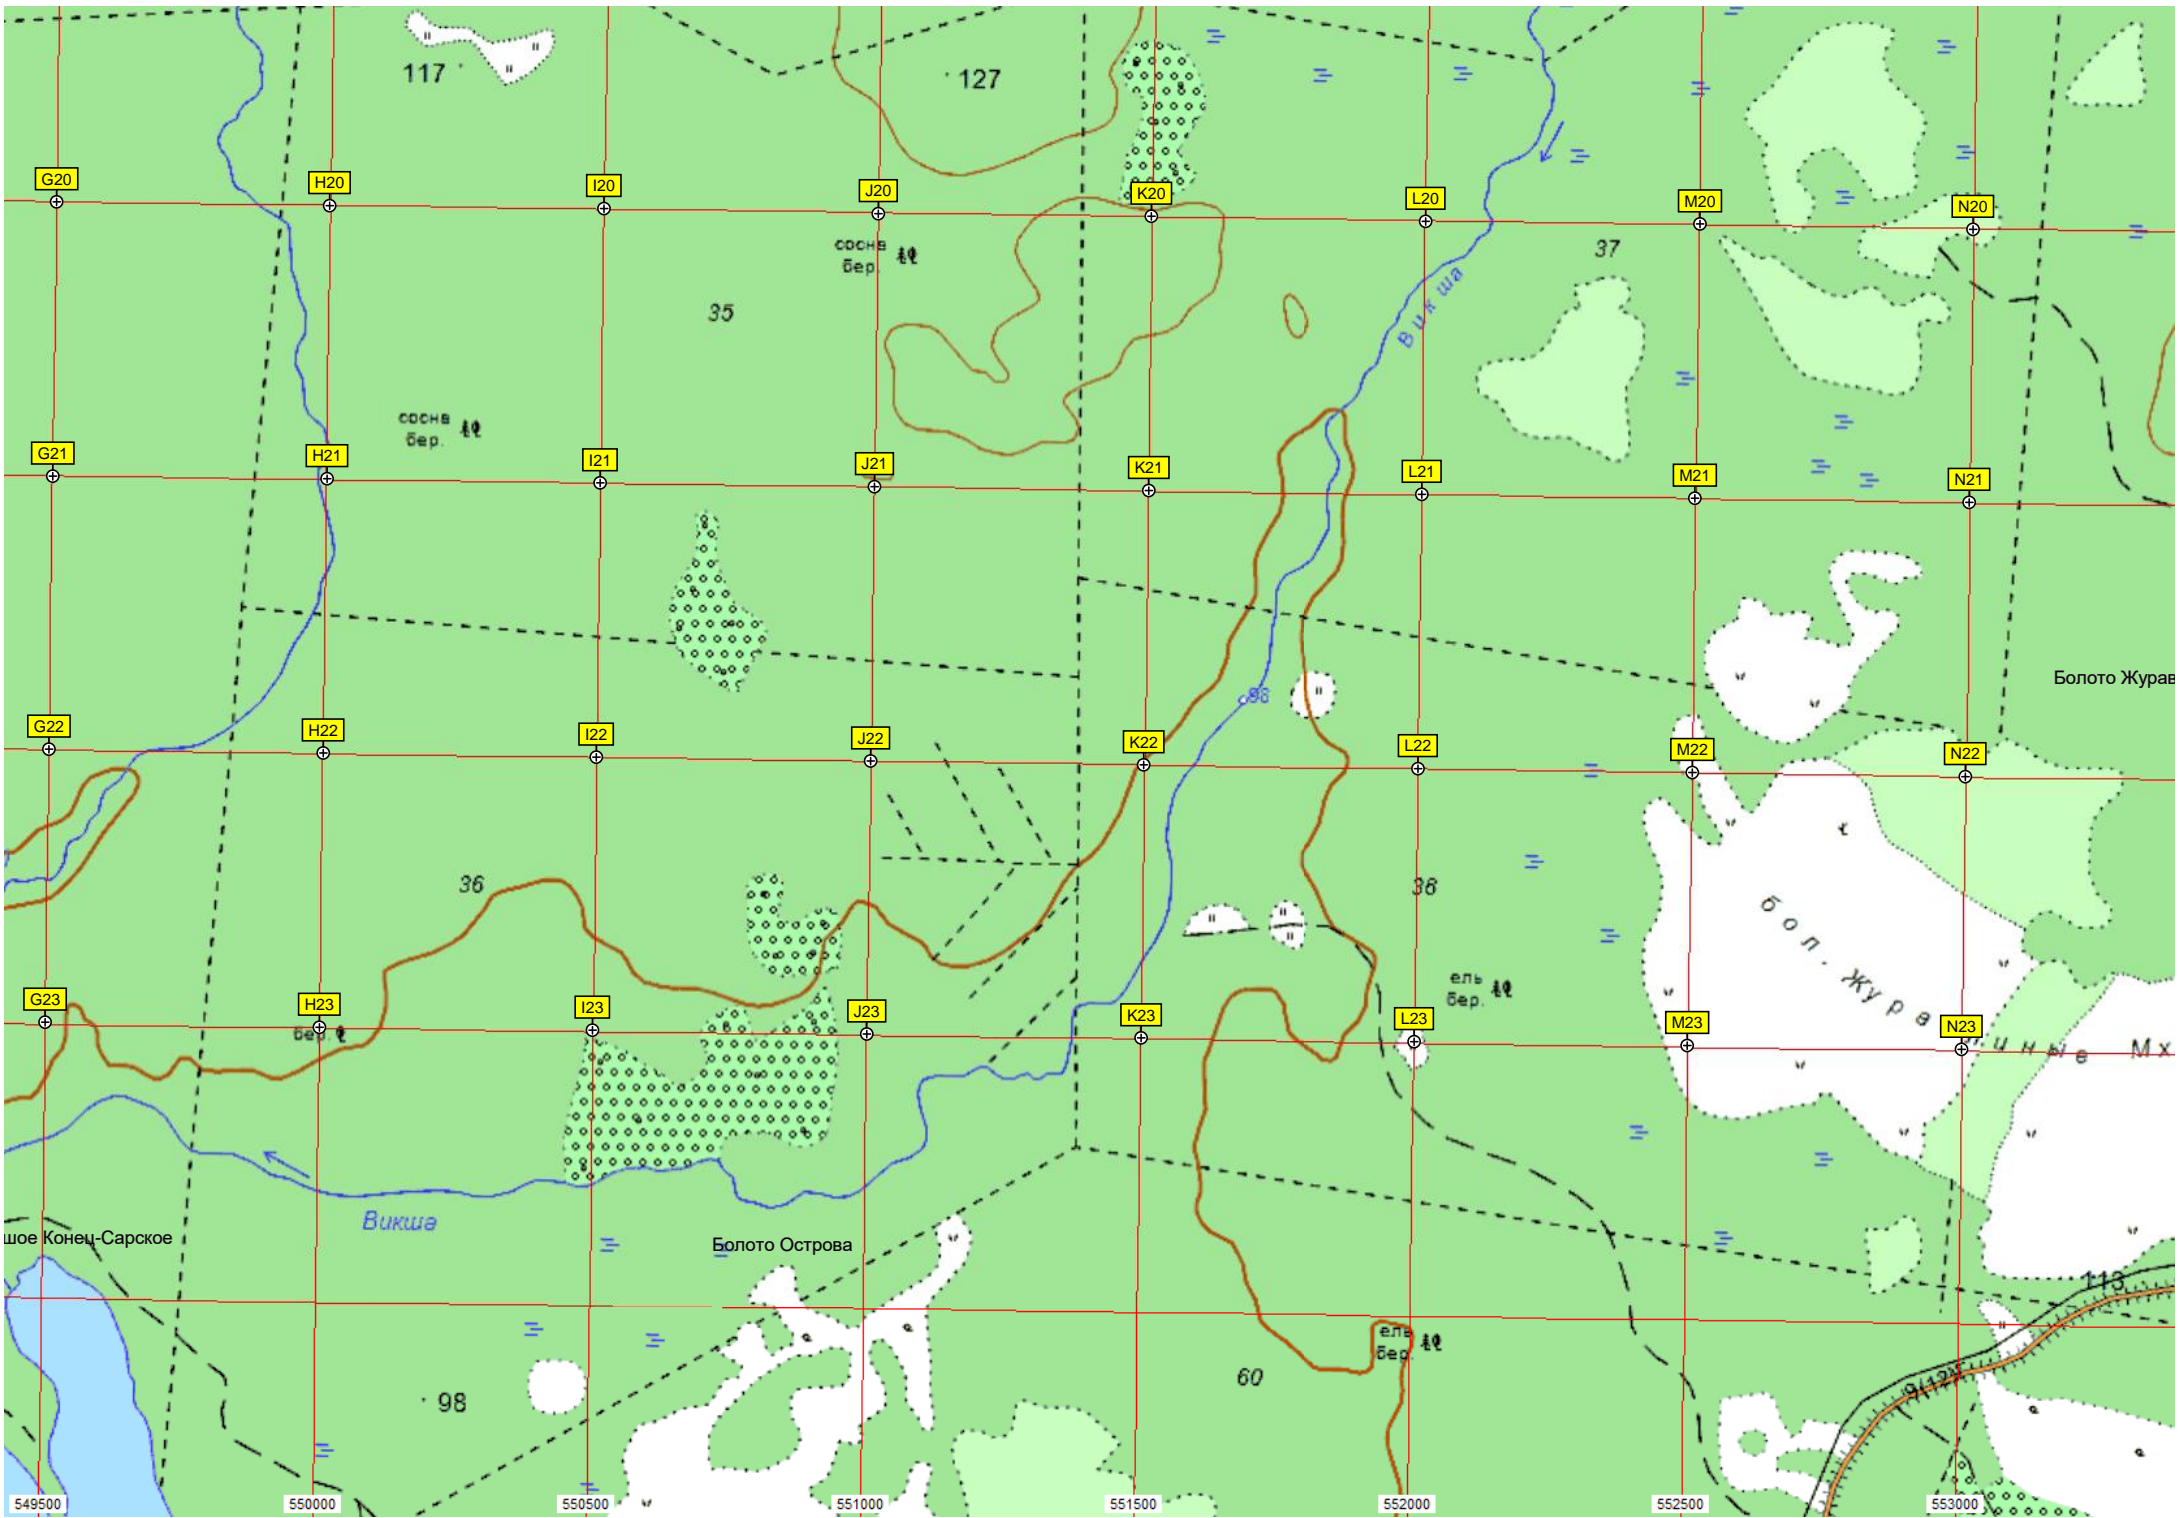 117
127
G20
H20
I20
J20
K20
L20
M20
N20
сосна
бер.
37
35
Викша
сосна
бер.
G21
H21
I21
J21
K21
L21
M21
N21
98
Болото Журав
G22
H22
I22
J22
K22
L22
M22
N22
36
38
бол. Журавлиные Мх
ель
бер.
G23
H23
I23
J23
K23
L23
M23
N23
бер.
Викша
шое Конец-Сарское
Болото Острова
113
ель
бер.
60
98
9(12)
549500
550000
550500
551000
551500
552000
552500
553000